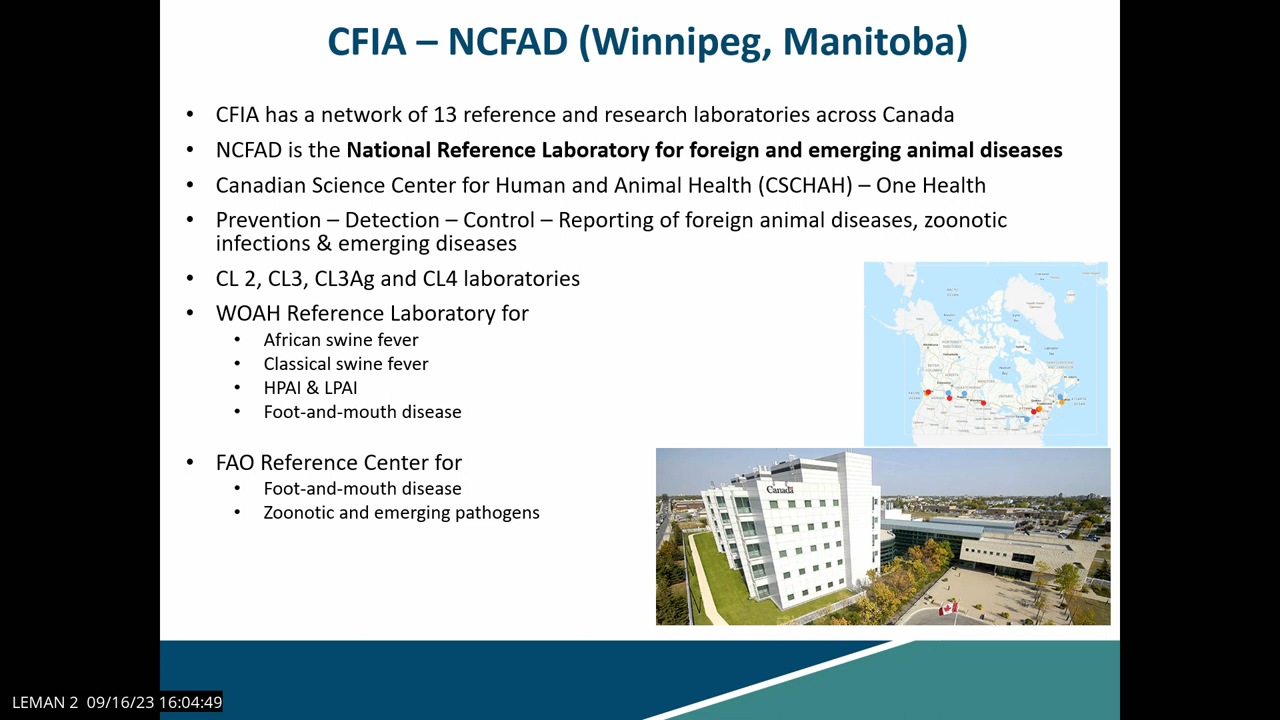 CFIA – NCFAD (Winnipeg, Manitoba)
• CFIA has a network of 13 reference and research laboratories across Canada
• NCFAD is the National Reference Laboratory for foreign and emerging animal diseases
• Canadian Science Center for Human and Animal Health (CSCHAH) – One Health
• Prevention – Detection – Control – Reporting of foreign animal diseases, zoonotic
infections & emerging diseases
• CL 2, CL3, CL3Ag and CL4 laboratories
• WOAH Reference Laboratory for
• African swine fever
• Classical swine fever
• HPAI & LPAI
• Foot-and-mouth disease
• FAO Reference Center for
• Foot-and-mouth disease
• Zoonotic and emerging pathogens
Canada
LEMAN 2 09/16/23 16:04:49